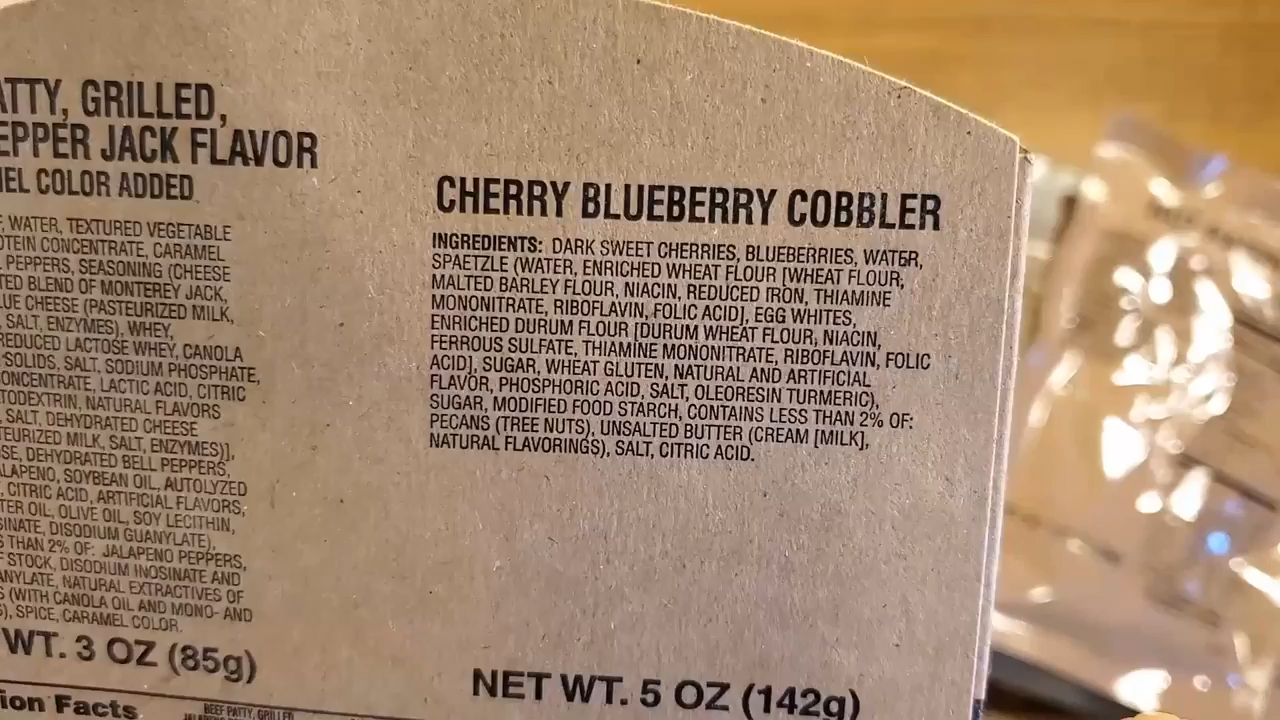 ATTY, GRILLED,
EPPER JACK FLAVOR
EL COLOR ADDED
, WATER, TEXTURED VEGETABLE
OTEIN CONCENTRATE, CARAMEL
PEPPERS, SEASONING (CHEESE
TED BLEND OF MONTEREY JACK,
UE CHEESE (PASTEURIZED MILK,
, SALT, ENZYMES), WHEY,
REDUCED LACTOSE WHEY, CANOLA
SOLIDS, SALT, SODIUM PHOSPHATE,
ONCENTRATE, LACTIC ACID, CITRIC
TODEXTRIN, NATURAL FLAVORS
, SALT, DEHYDRATED CHEESE
TEURIZED MILK, SALT, ENZYMES)],
SE, DEHYDRATED BELL PEPPERS,
ALAPENO, SOYBEAN OIL, AUTOLYZED
, CITRIC ACID, ARTIFICIAL FLAVORS,
TER OIL, OLIVE OIL, SOY LECITHIN,
SINATE, DISODIUM GUANYLATE),
S THAN 2% OF: JALAPENO PEPPERS,
F STOCK, DISODIUM INOSINATE AND
ANYLATE, NATURAL EXTRACTIVES OF
S (WITH CANOLA OIL AND MONO- AND
S), SPICE, CARAMEL COLOR.
WT. 3 OZ (85g)
ion Facts
BEEF PATTY, GRILLED,
CHERRY BLUEBERRY COBBLER
INGREDIENTS: DARK SWEET CHERRIES, BLUEBERRIES, WATER,
SPAETZLE (WATER, ENRICHED WHEAT FLOUR [WHEAT FLOUR,
MALTED BARLEY FLOUR, NIACIN, REDUCED IRON, THIAMINE
MONONITRATE, RIBOFLAVIN, FOLIC ACID], EGG WHITES,
ENRICHED DURUM FLOUR [DURUM WHEAT FLOUR, NIACIN,
FERROUS SULFATE, THIAMINE MONONITRATE, RIBOFLAVIN, FOLIC
ACID], SUGAR, WHEAT GLUTEN, NATURAL AND ARTIFICIAL
FLAVOR, PHOSPHORIC ACID, SALT, OLEORESIN TURMERIC),
SUGAR, MODIFIED FOOD STARCH, CONTAINS LESS THAN 2% OF:
PECANS (TREE NUTS), UNSALTED BUTTER (CREAM [MILK],
NATURAL FLAVORINGS), SALT, CITRIC ACID.
NET WT. 5 OZ (142g)